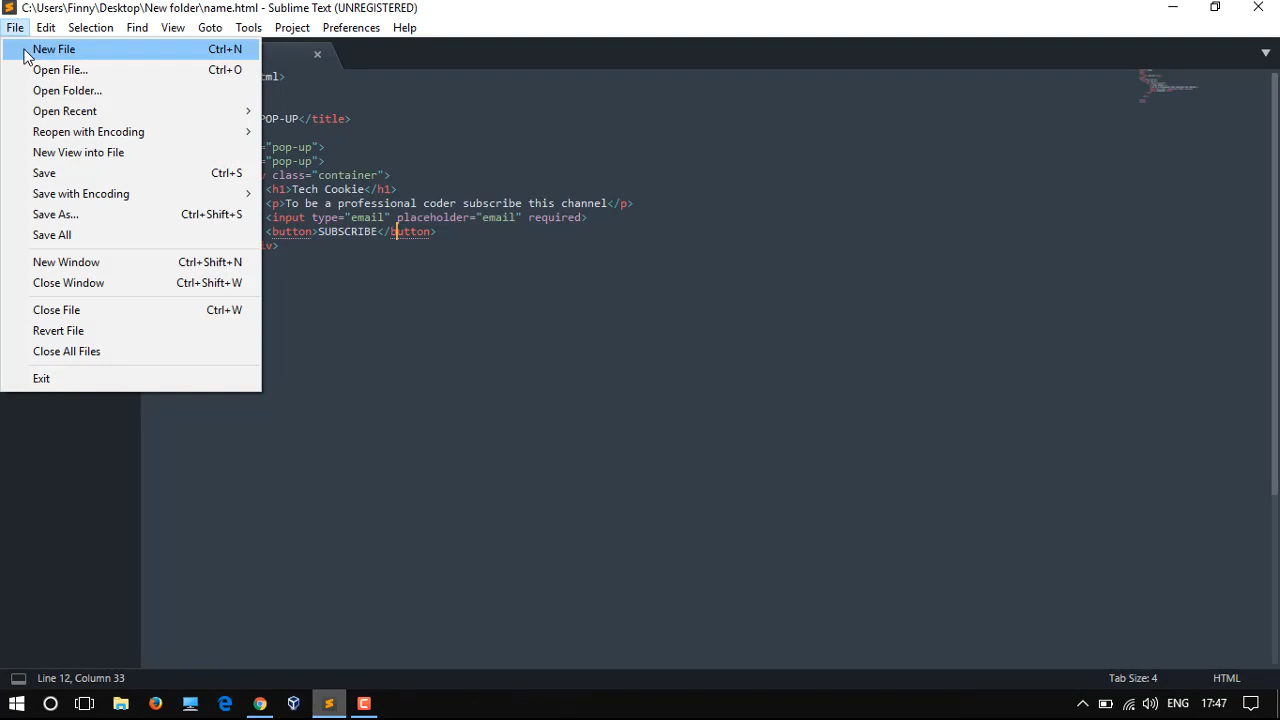 C:\Users\Finny\Desktop\New folder\name.html - Sublime Text (UNREGISTERED)
File Edit Selection Find View Goto Tools Project Preferences Help
New File Ctrl+N
Open File... Ctrl+O
Open Folder...
Open Recent
Reopen with Encoding
New View into File
Save Ctrl+S
Save with Encoding
Save As... Ctrl+Shift+S
Save All
New Window Ctrl+Shift+N
Close Window Ctrl+Shift+W
Close File Ctrl+W
Revert File
Close All Files
Exit
ml>
POP-UP</title>
="pop-up">
="pop-up">
class="container">
<h1>Tech Cookie</h1>
<p>To be a professional coder subscribe this channel</p>
<input type="email" placeholder="email" required>
<button>SUBSCRIBE</button>
iv>
Line 12, Column 33
Tab Size: 4 HTML
ENG 17:47